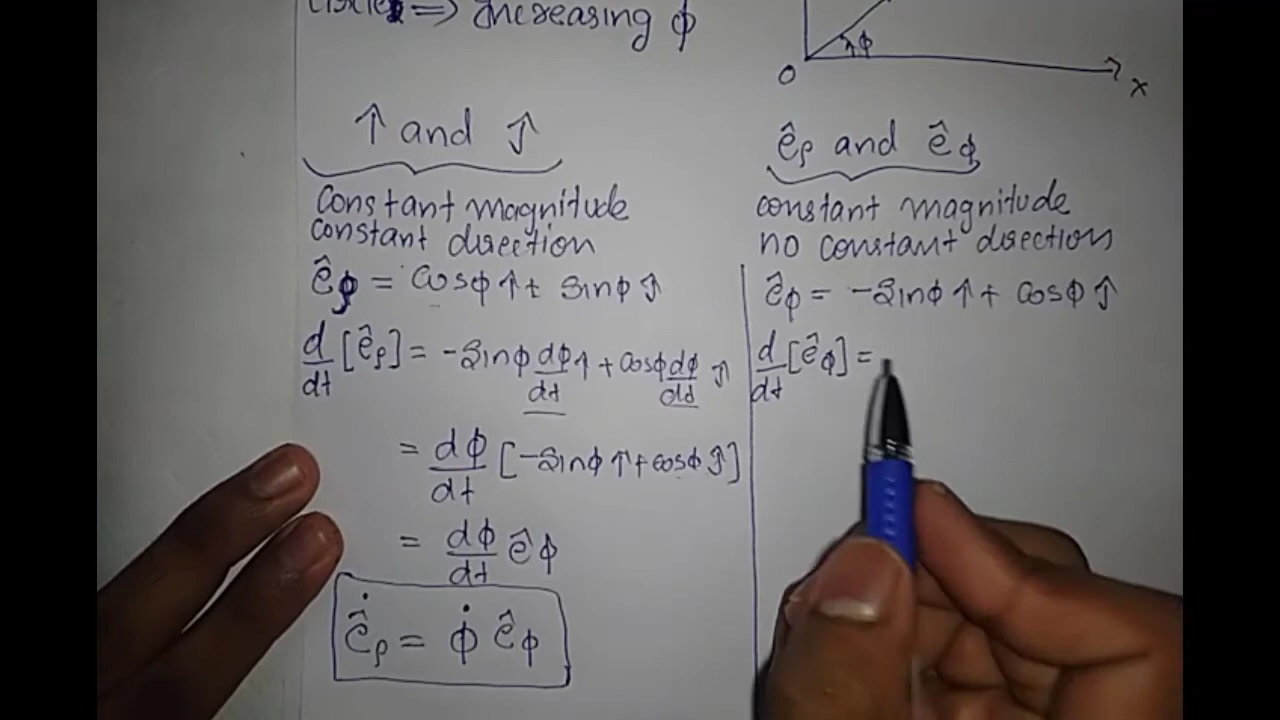 => Increasing ϕ
ϕ
O
x
î and ĵ
constant magnitude
constant direction
ê_ρ = cosϕ î + sinϕ ĵ
d/dt [ê_ρ] = -sinϕ dϕ/dt î + cosϕ dϕ/dt ĵ
= dϕ/dt [-sinϕ î + cosϕ ĵ]
= dϕ/dt ê_ϕ
ê̇_ρ = ϕ̇ ê_ϕ
ê_ρ and ê_ϕ
constant magnitude
no constant direction
ê_ϕ = -sinϕ î + cosϕ ĵ
d/dt [ê_ϕ] =